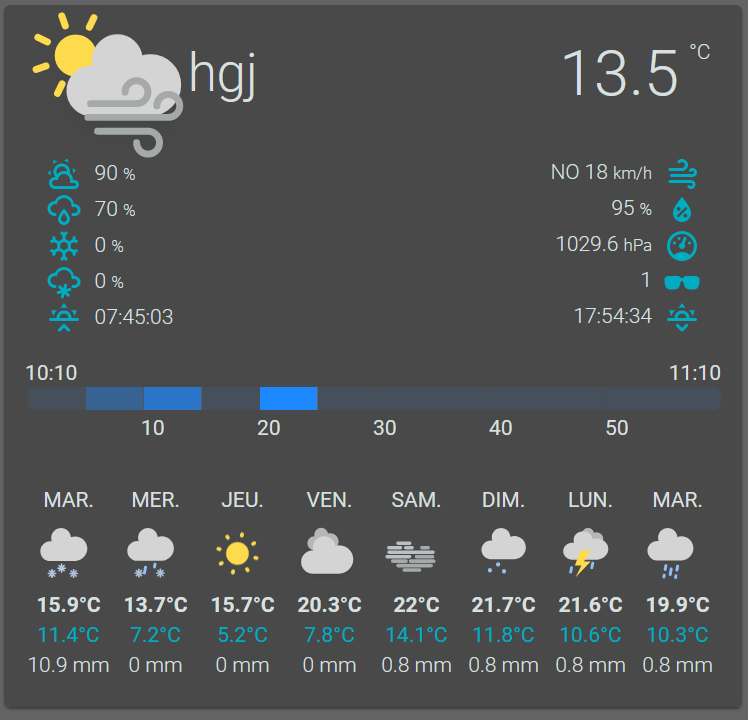 hgj 13.5 °C
90 % NO 18 km/h
70 % 95 %
0 % 1029.6 hPa
0 % 1
07:45:03 17:54:34
10:10 11:10
10 20 30 40 50
MAR. MER. JEU. VEN. SAM. DIM. LUN. MAR.
15.9°C 13.7°C 15.7°C 20.3°C 22°C 21.7°C 21.6°C 19.9°C
11.4°C 7.2°C 5.2°C 7.8°C 14.1°C 11.8°C 10.6°C 10.3°C
10.9 mm 0 mm 0 mm 0 mm 0.8 mm 0.8 mm 0.8 mm 0.8 mm